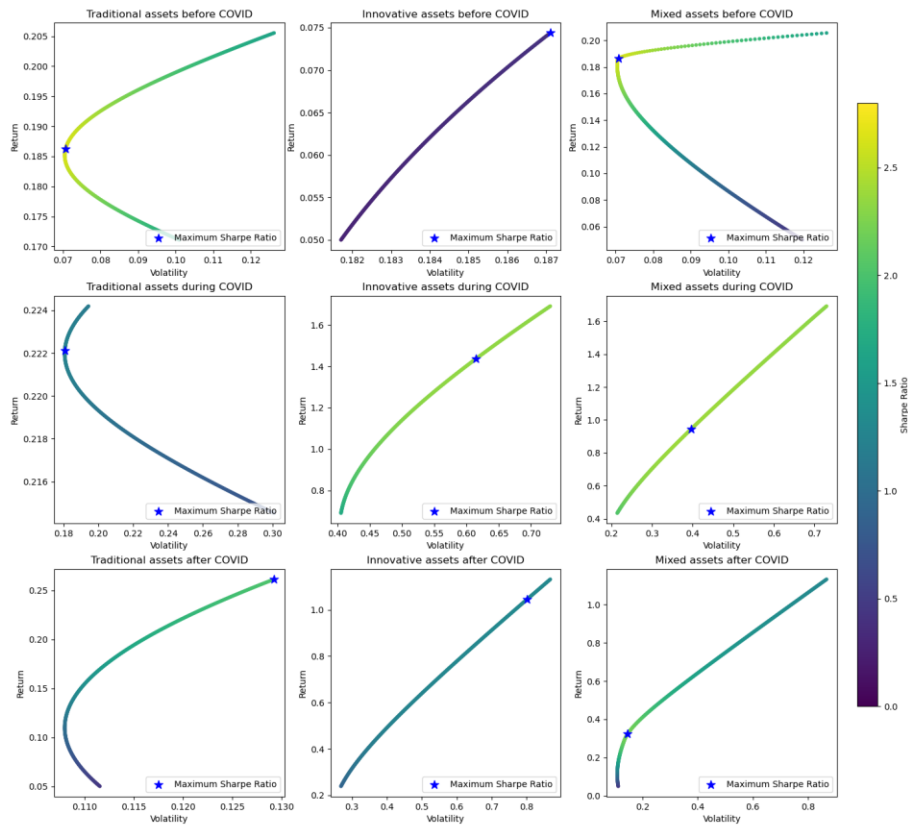 Traditional assets before COVID
0.205
0.200
0.195
0.190
0.185
0.180
0.175
0.170
Return
Maximum Sharpe Ratio
0.07 0.08 0.09 0.10 0.11 0.12
Volatility
Innovative assets before COVID
0.075
0.070
0.065
0.060
0.055
0.050
Return
Maximum Sharpe Ratio
0.182 0.183 0.184 0.185 0.186 0.187
Volatility
Mixed assets before COVID
0.20
0.18
0.16
0.14
0.12
0.10
0.08
0.06
Return
Maximum Sharpe Ratio
0.07 0.08 0.09 0.10 0.11 0.12
Volatility
Traditional assets during COVID
0.224
0.222
0.220
0.218
0.216
Return
Maximum Sharpe Ratio
0.18 0.20 0.22 0.24 0.26 0.28 0.30
Volatility
Innovative assets during COVID
1.6
1.4
1.2
1.0
0.8
Return
Maximum Sharpe Ratio
0.40 0.45 0.50 0.55 0.60 0.65 0.70
Volatility
Mixed assets during COVID
1.6
1.4
1.2
1.0
0.8
0.6
0.4
Return
Maximum Sharpe Ratio
0.2 0.3 0.4 0.5 0.6 0.7
Volatility
Traditional assets after COVID
0.25
0.20
0.15
0.10
0.05
Return
Maximum Sharpe Ratio
0.110 0.115 0.120 0.125 0.130
Volatility
Innovative assets after COVID
1.0
0.8
0.6
0.4
0.2
Return
Maximum Sharpe Ratio
0.3 0.4 0.5 0.6 0.7 0.8
Volatility
Mixed assets after COVID
1.0
0.8
0.6
0.4
0.2
0.0
Return
Maximum Sharpe Ratio
0.2 0.4 0.6 0.8
Volatility
2.5
2.0
1.5
1.0
0.5
0.0
Sharpe Ratio